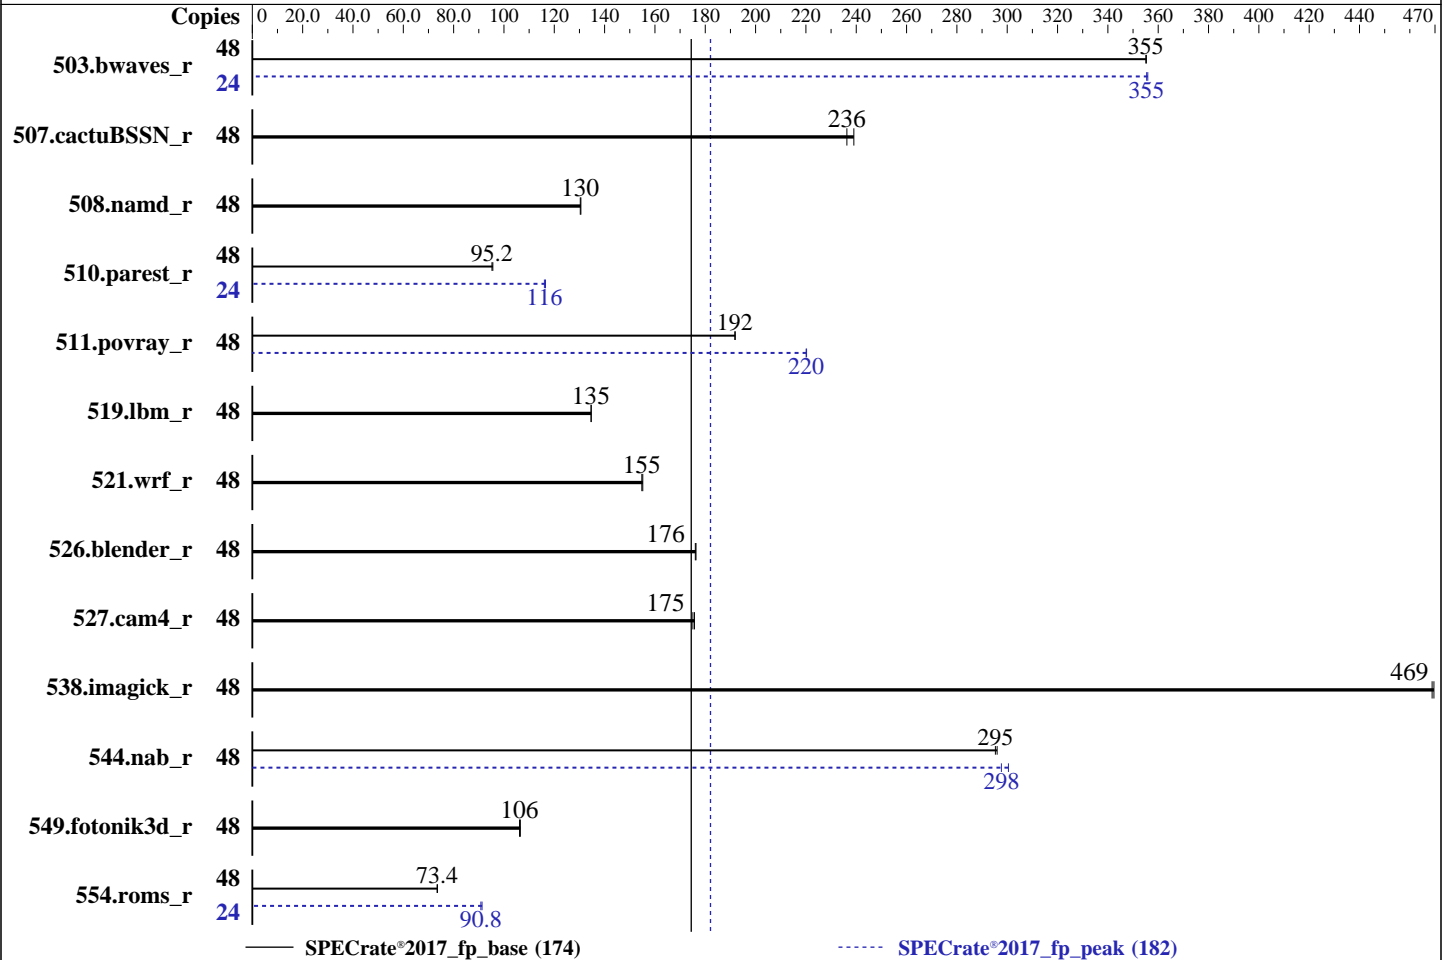 Copies 0 20.0 40.0 60.0 80.0 100 120 140 160 180 200 220 240 260 280 300 320 340 360 380 400 420 440 470
503.bwaves_r 48 355
24 355
507.cactuBSSN_r 48 236
508.namd_r 48 130
510.parest_r 48 95.2
24 116
511.povray_r 48 192
220
519.lbm_r 48 135
521.wrf_r 48 155
526.blender_r 48 176
527.cam4_r 48 175
538.imagick_r 48 469
544.nab_r 48 295
298
549.fotonik3d_r 48 106
554.roms_r 48 73.4
24 90.8
SPECrate®2017_fp_base (174) SPECrate®2017_fp_peak (182)